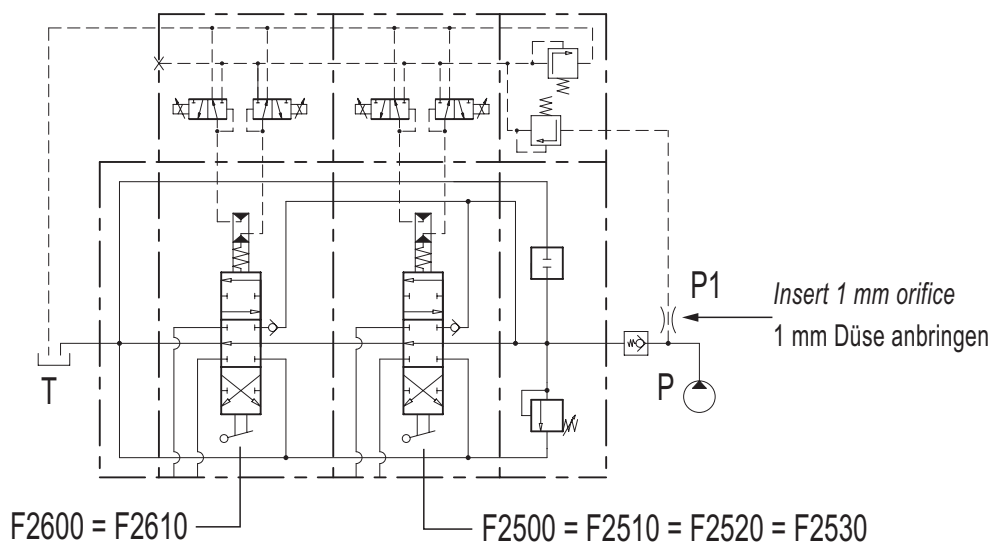 P1
Insert 1 mm orifice
1 mm Düse anbringen
T
P
F2600 = F2610
F2500 = F2510 = F2520 = F2530